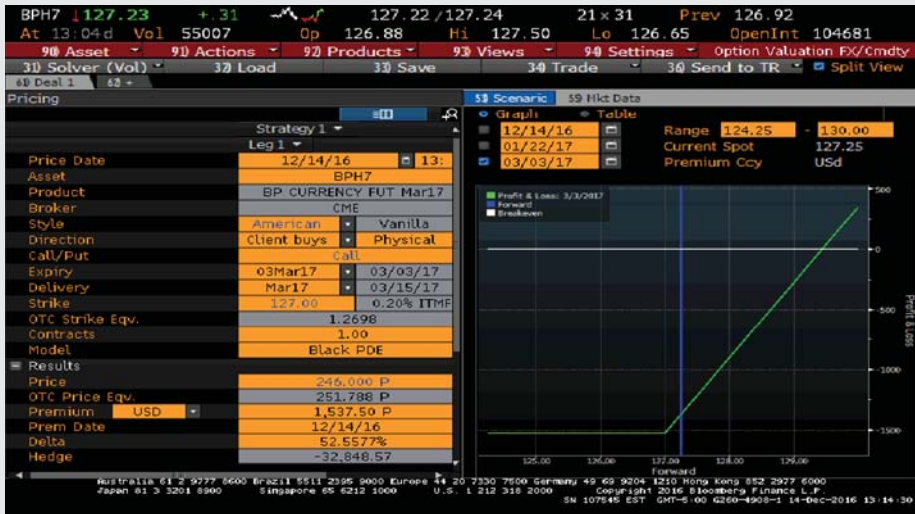 BPH7 ↓127.23 +.31 127.22/127.24 21×31 Prev 126.92
At 13:04d Vol 55007 Op 126.88 Hi 127.50 Lo 126.65 OpenInt 104681
90) Asset 91) Actions 92) Products 93) Views 94) Settings Option Valuation FX/Cmdty
31) Solver (Vol) 32) Load 33) Save 34) Trade 36) Send to TR Split View
61) Deal 1 62) +
Pricing
Strategy 1
Leg 1
Price Date 12/14/16 13:
Asset BPH7
Product BP CURRENCY FUT Mar17
Broker CME
Style American Vanilla
Direction Client buys Physical
Call/Put Call
Expiry 03Mar17 03/03/17
Delivery Mar17 03/15/17
Strike 127.00 0.20% ITMF
OTC Strike Eqv. 1.2698
Contracts 1.00
Model Black PDE
Results
Price 246.000 P
OTC Price Eqv. 251.788 P
Premium USD 1,537.50 P
Prem Date 12/14/16
Delta 52.5577%
Hedge -32,848.57
Scenario Mkt Data
Graph Table
12/14/16 Range 124.25 - 130.00
01/22/17 Current Spot 127.25
03/03/17 Premium Ccy USd
Profit & Loss: 3/3/2017
Forward
Breakeven
500
0
-500
-1000
-1500
Profit & Loss
125.00 126.00 127.00 128.00 129.00
Forward
Australia 61 2 9777 8600 Brazil 5511 2395 9000 Europe 44 20 7330 7500 Germany 49 69 9204 1210 Hong Kong 852 2977 6000
Japan 81 3 3201 8900 Singapore 65 6212 1000 U.S. 1 212 318 2000 Copyright 2016 Bloomberg Finance L.P.
SN 107545 EST GMT-5:00 G260-4908-1 14-Dec-2016 13:14:30